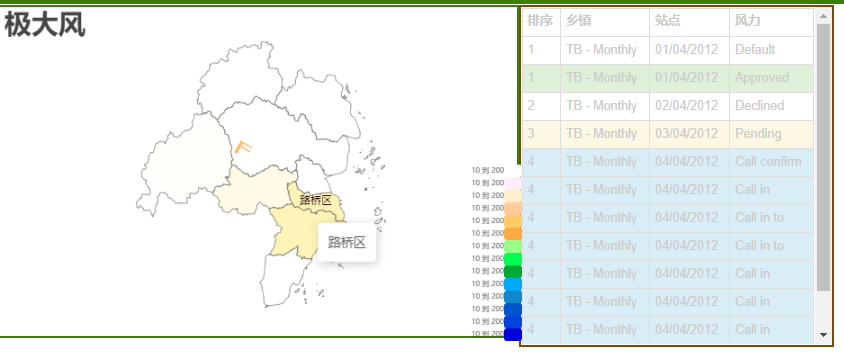 极大风
路桥区
路桥区
10 到 200
10 到 200
10 到 200
10 到 200
10 到 200
10 到 200
10 到 200
10 到 200
10 到 200
10 到 200
10 到 200
10 到 200
10 到 200
10 到 200
排序 乡镇 站点 风力
1 TB - Monthly 01/04/2012 Default
1 TB - Monthly 01/04/2012 Approved
2 TB - Monthly 02/04/2012 Declined
3 TB - Monthly 03/04/2012 Pending
4 TB - Monthly 04/04/2012 Call confirm
4 TB - Monthly 04/04/2012 Call in
4 TB - Monthly 04/04/2012 Call in to
4 TB - Monthly 04/04/2012 Call in to
4 TB - Monthly 04/04/2012 Call in
4 TB - Monthly 04/04/2012 Call in
4 TB - Monthly 04/04/2012 Call in